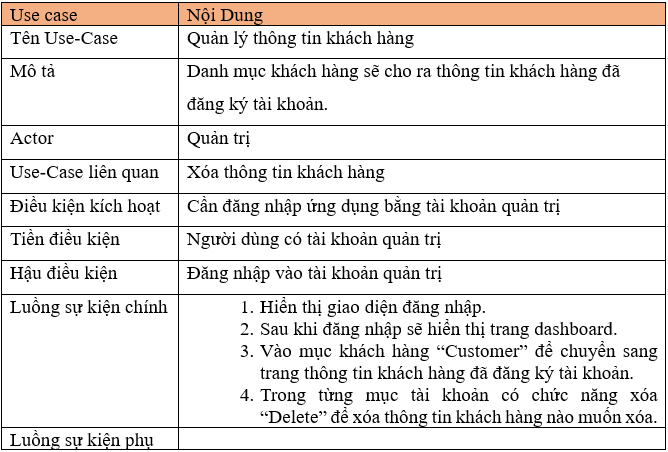 Use case Nội Dung
Tên Use-Case Quản lý thông tin khách hàng
Mô tả Danh mục khách hàng sẽ cho ra thông tin khách hàng đã
đăng ký tài khoản.
Actor Quản trị
Use-Case liên quan Xóa thông tin khách hàng
Điều kiện kích hoạt Cần đăng nhập ứng dụng bằng tài khoản quản trị
Tiền điều kiện Người dùng có tài khoản quản trị
Hậu điều kiện Đăng nhập vào tài khoản quản trị
Luồng sự kiện chính 1. Hiển thị giao diện đăng nhập.
2. Sau khi đăng nhập sẽ hiển thị trang dashboard.
3. Vào mục khách hàng “Customer” để chuyển sang
trang thông tin khách hàng đã đăng ký tài khoản.
4. Trong từng mục tài khoản có chức năng xóa
“Delete” để xóa thông tin khách hàng nào muốn xóa.
Luồng sự kiện phụ